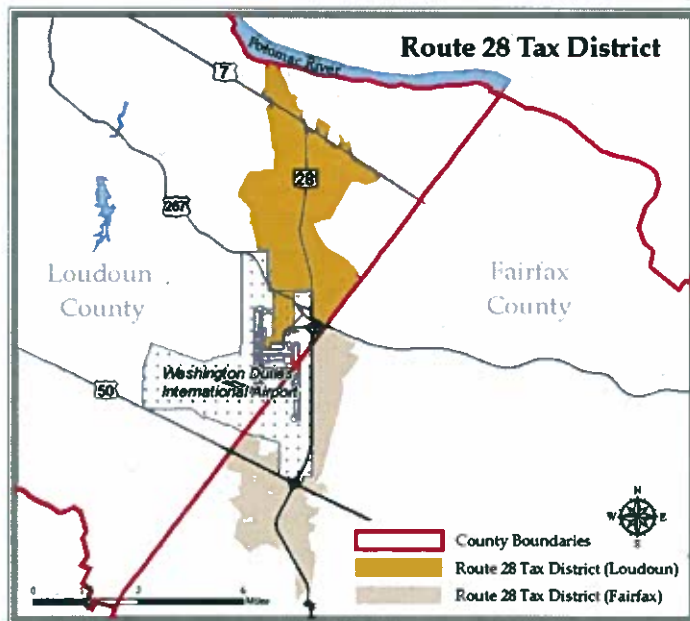 Route 28 Tax District
Potomac River
7
28
267
Loudoun
County
Fairfax
County
Washington Dulles
International Airport
50
N
W E
S
County Boundaries
Route 28 Tax District (Loudoun)
Route 28 Tax District (Fairfax)
0 2 6
Miles